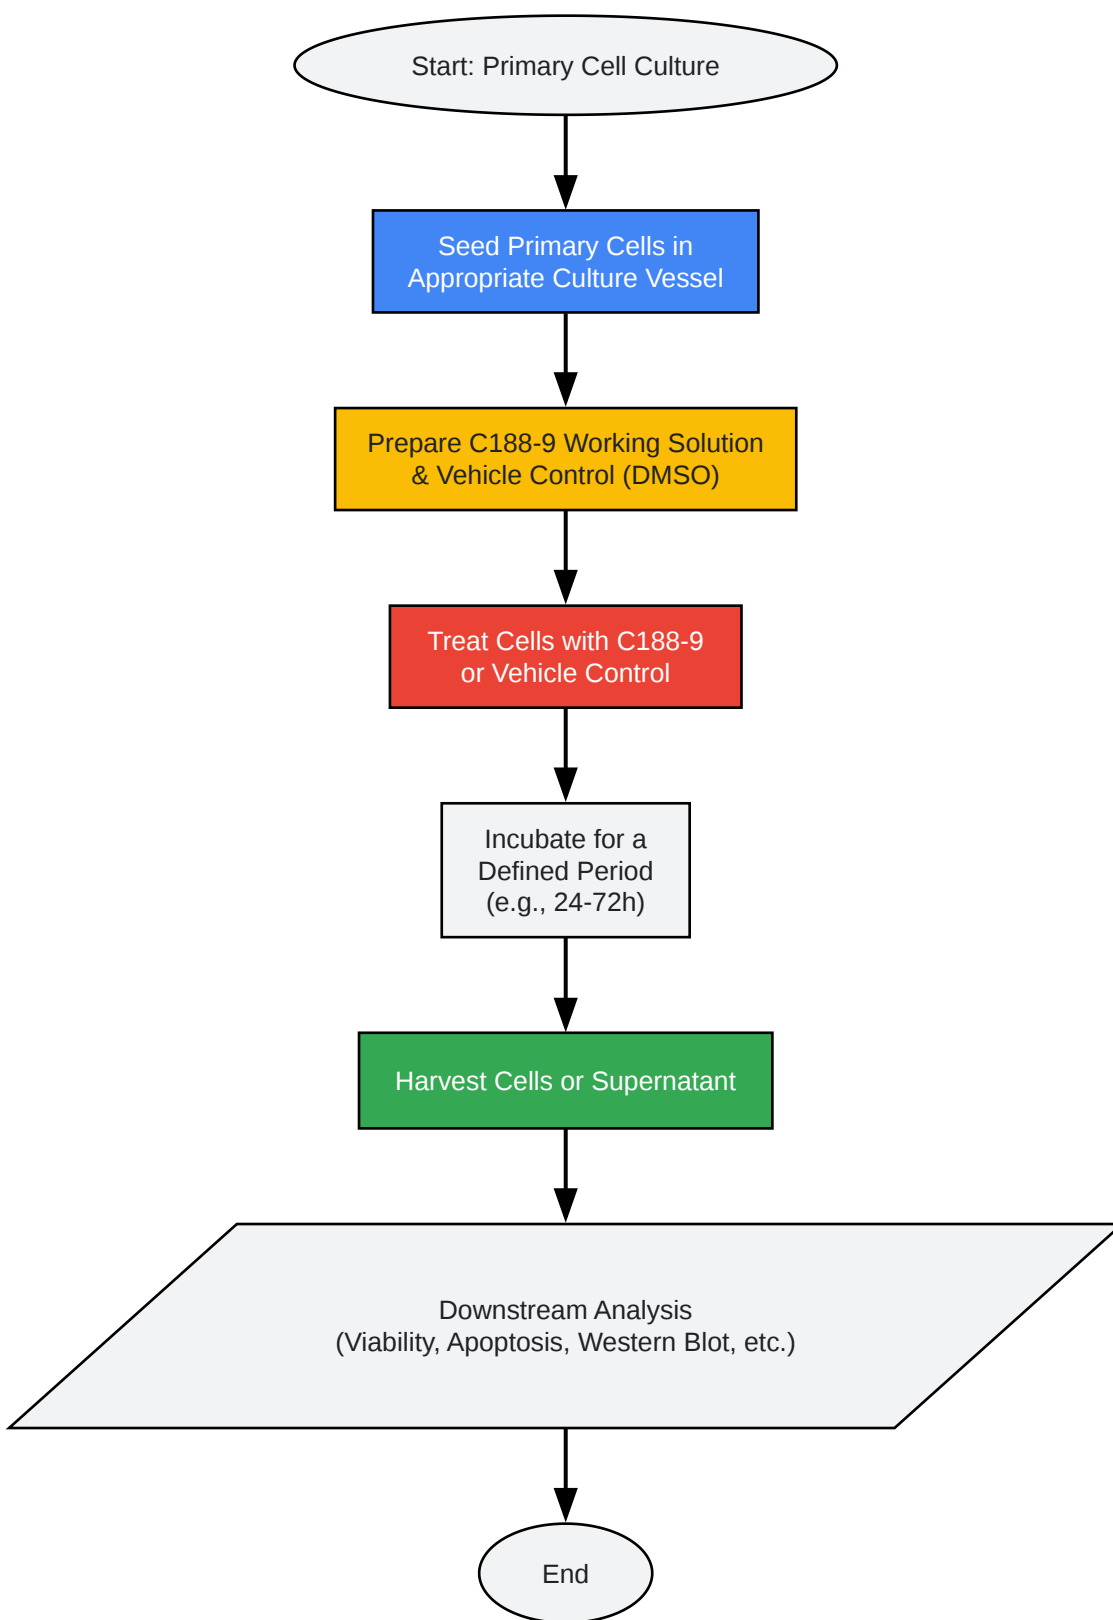 Start: Primary Cell Culture
Seed Primary Cells in
Appropriate Culture Vessel
Prepare C188-9 Working Solution
& Vehicle Control (DMSO)
Treat Cells with C188-9
or Vehicle Control
Incubate for a
Defined Period
(e.g., 24-72h)
Harvest Cells or Supernatant
Downstream Analysis
(Viability, Apoptosis, Western Blot, etc.)
End